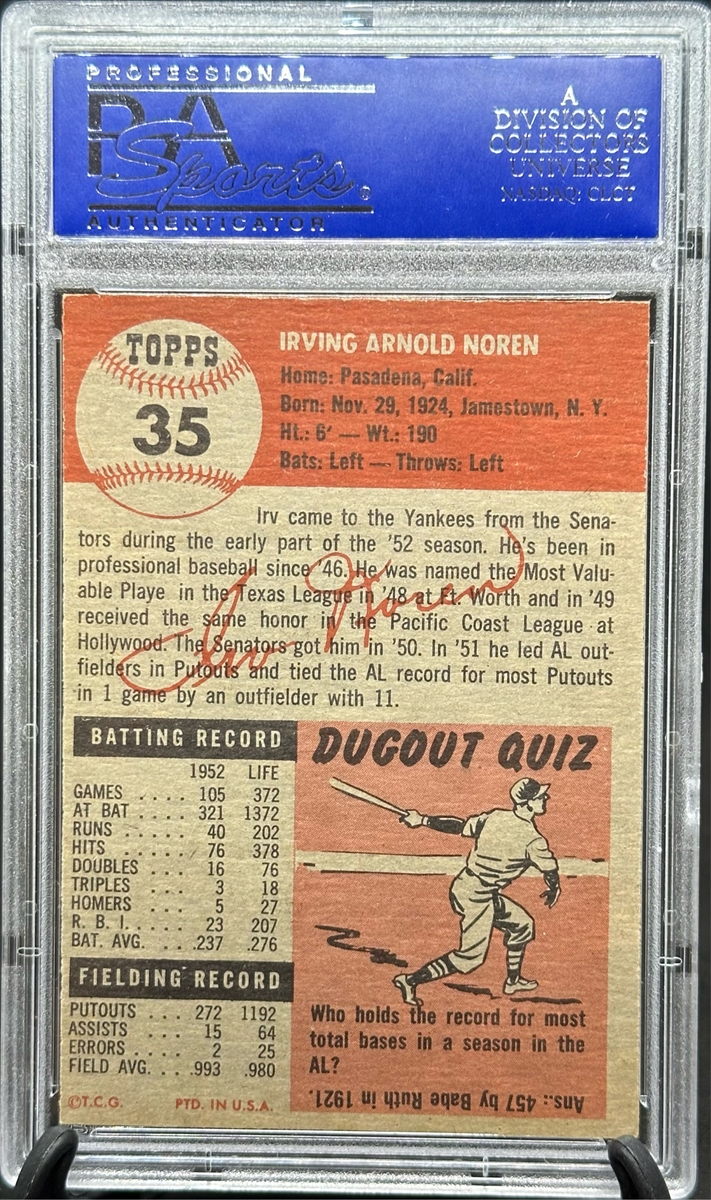 PROFESSIONAL
PSA
Sports®
AUTHENTICATOR
A
DIVISION OF
COLLECTORS
UNIVERSE
NASDAQ: CLCT
TOPPS
35
IRVING ARNOLD NOREN
Home: Pasadena, Calif.
Born: Nov. 29, 1924, Jamestown, N. Y.
Ht.: 6' — Wt.: 190
Bats: Left — Throws: Left
Irv came to the Yankees from the Sena-
tors during the early part of the '52 season. He's been in
professional baseball since '46. He was named the Most Valu-
able Playe in the Texas League in '48 at Ft. Worth and in '49
received the same honor in the Pacific Coast League at
Hollywood. The Senators got him in '50. In '51 he led AL out-
fielders in Putouts and tied the AL record for most Putouts
in 1 game by an outfielder with 11.
Irv Noren
BATTING RECORD
1952 LIFE
GAMES .... 105 372
AT BAT .... 321 1372
RUNS ..... 40 202
HITS ..... 76 378
DOUBLES ... 16 76
TRIPLES ... 3 18
HOMERS ... 5 27
R. B. I. .... 23 207
BAT. AVG. ... .237 .276
FIELDING RECORD
PUTOUTS ... 272 1192
ASSISTS ... 15 64
ERRORS .... 2 25
FIELD AVG. ... .993 .980
©T.C.G. PTD. IN U.S.A.
DUGOUT QUIZ
Who holds the record for most
total bases in a season in the
AL?
Ans.: 457 by Babe Ruth in 1921.